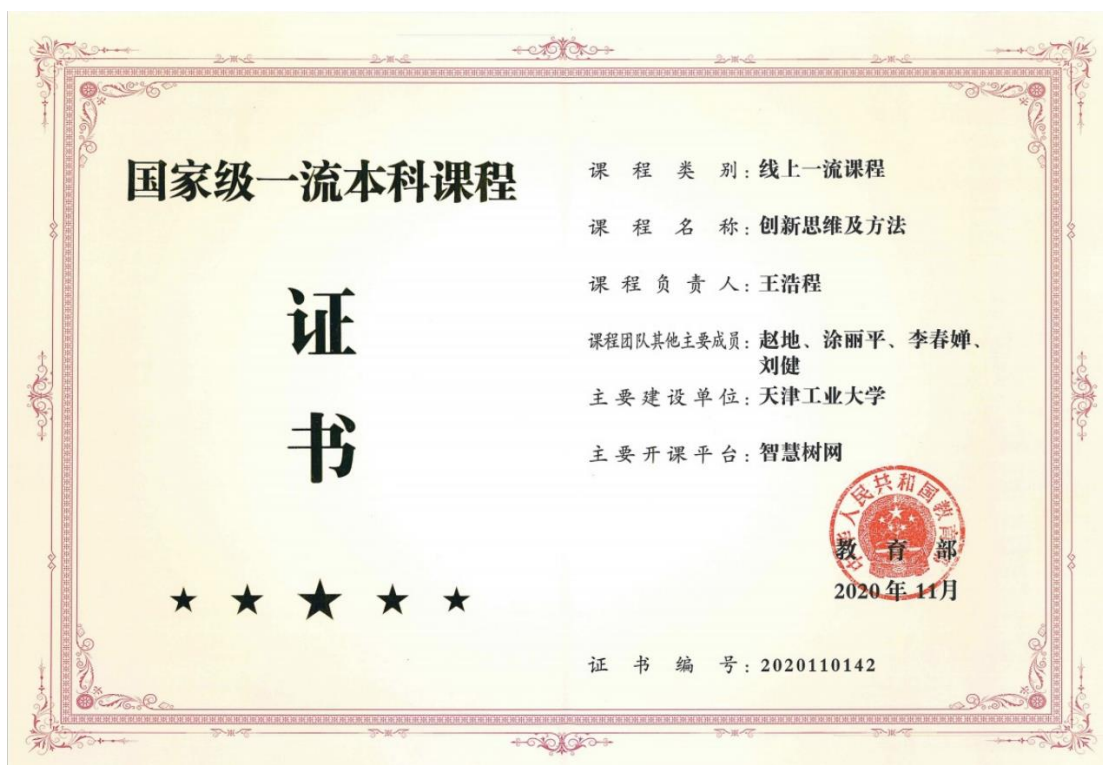 国家级一流本科课程
证
书
课程类别:线上一流课程
课程名称:创新思维及方法
课程负责人:王浩程
课程团队其他主要成员:赵地、涂丽平、李春婵、
刘健
主要建设单位:天津工业大学
主要开课平台:智慧树网
中华人民共和国教育部
教育部
2020年11月
证书编号:2020110142